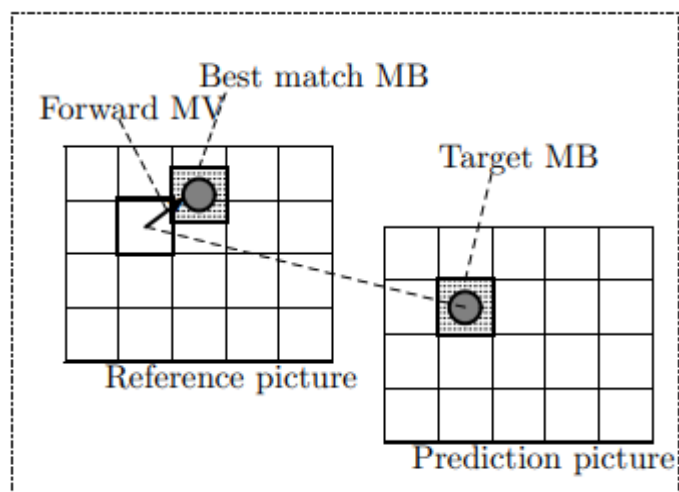 Best match MB
Forward MV
Target MB
Reference picture
Prediction picture